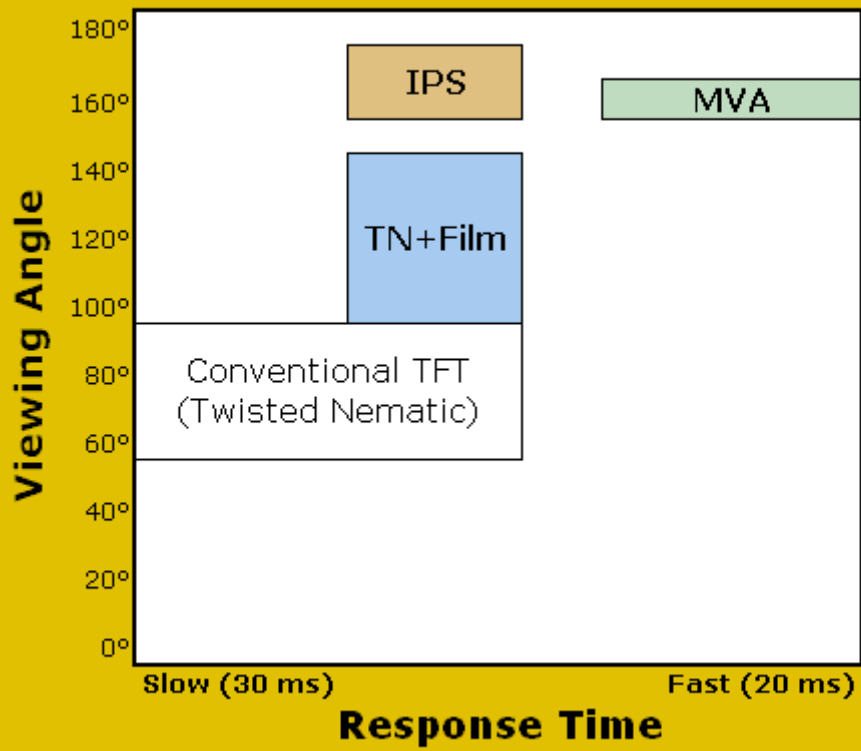 180°
IPS
160°
MVA
140°
120°
TN+Film
100°
80°
Conventional TFT
(Twisted Nematic)
60°
40°
20°
0°
Viewing Angle
Slow (30 ms)
Fast (20 ms)
Response Time